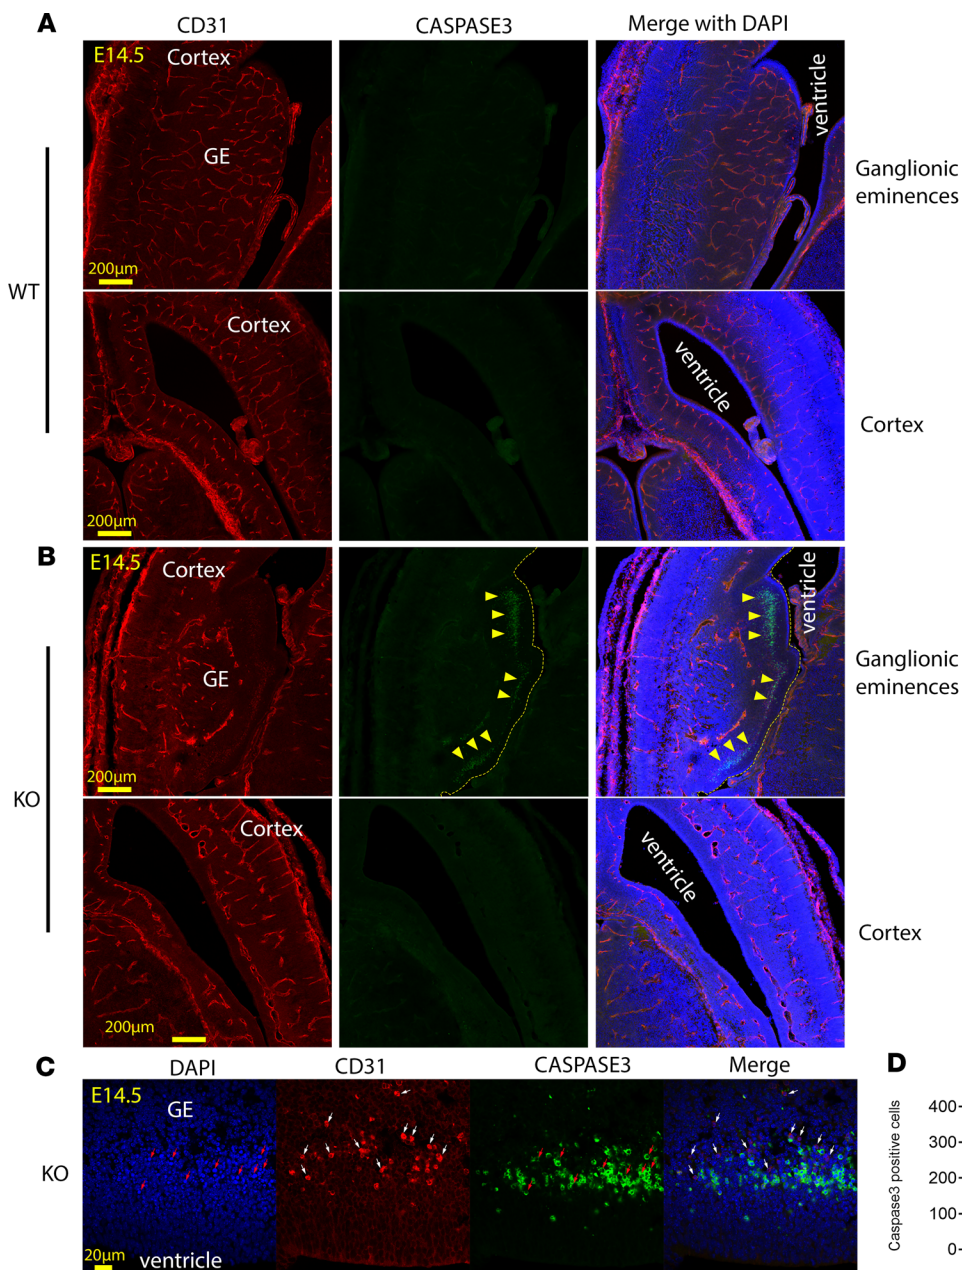 A
CD31
CASPASE3
Merge with DAPI
E14.5
Cortex
GE
ventricle
200µm
Ganglionic
eminences
WT
Cortex
ventricle
200µm
Cortex
B
E14.5
Cortex
GE
ventricle
200µm
Ganglionic
eminences
KO
Cortex
ventricle
200µm
Cortex
C
DAPI
CD31
CASPASE3
Merge
E14.5
GE
KO
20µm
ventricle
D
Caspase3 positive cells
400
300
200
100
0